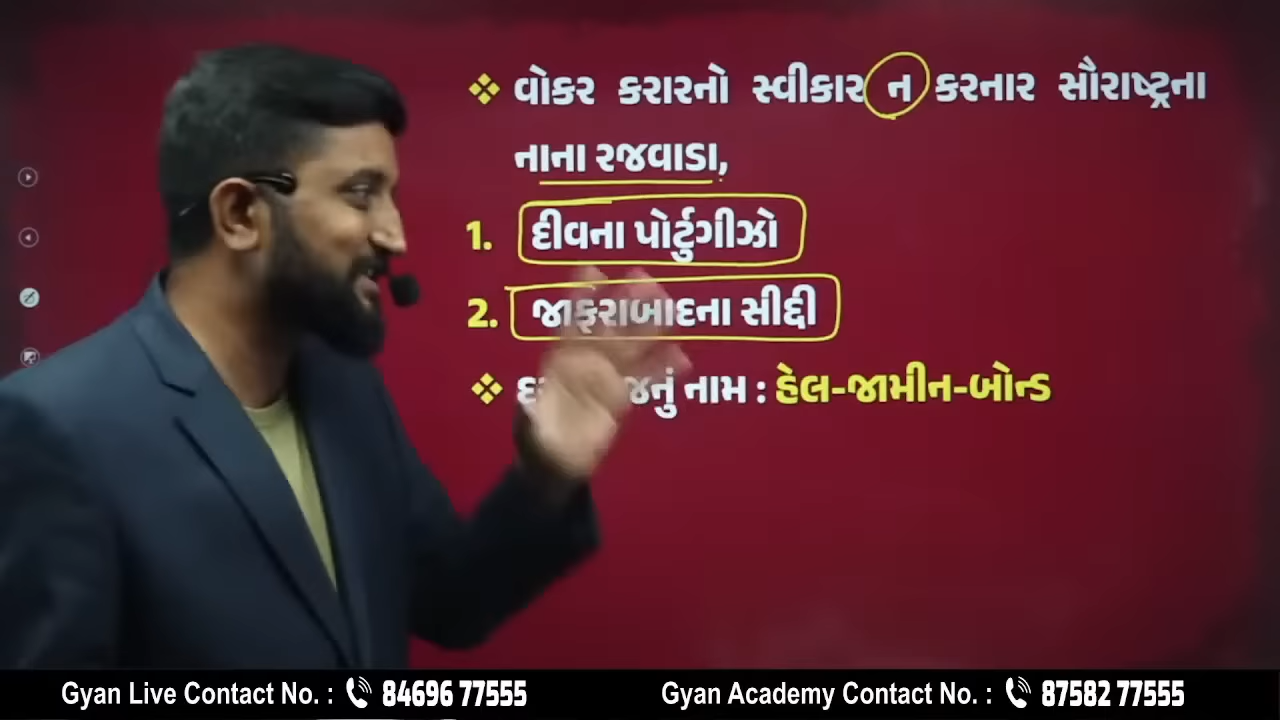 ❖ વોકર કરારનો સ્વીકાર ન કરનાર સૌરાષ્ટ્રના
નાના રજવાડા,
1. દીવના પોર્ટુગીઝો
2. જાફરાબાદના સીદ્દી
❖ નામ : હેલ-જામીન-બોન્ડ
Gyan Live Contact No. : 84696 77555
Gyan Academy Contact No. : 87582 77555